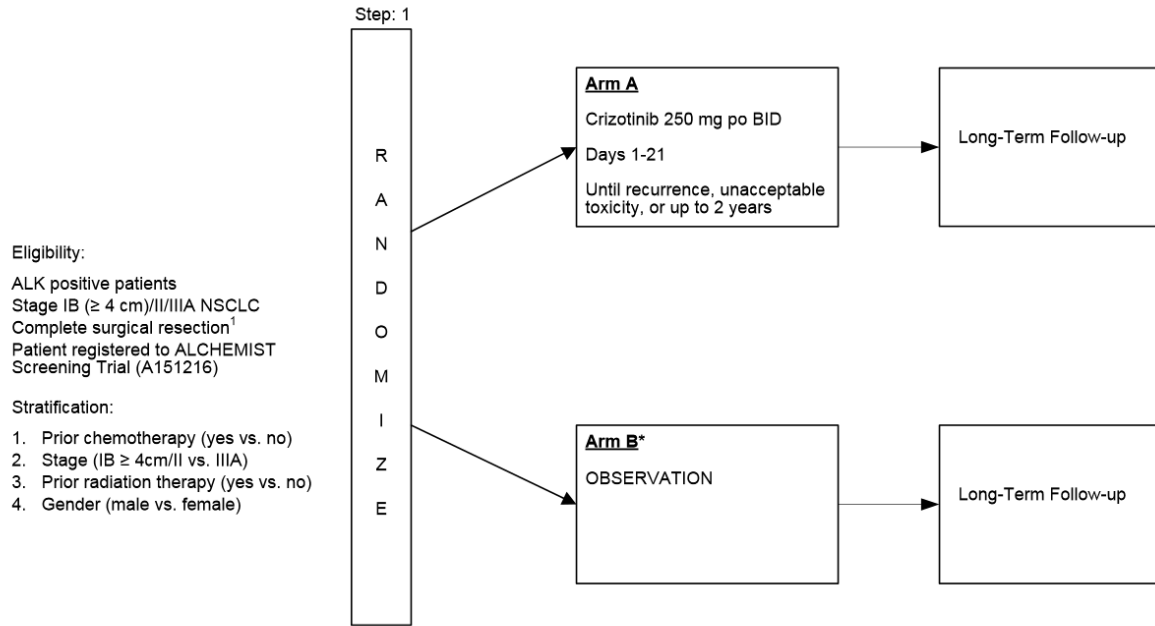 Step: 1
Eligibility:
ALK positive patients
Stage IB (≥ 4 cm)/II/IIIA NSCLC
Complete surgical resection¹
Patient registered to ALCHEMIST
Screening Trial (A151216)
Stratification:
1. Prior chemotherapy (yes vs. no)
2. Stage (IB ≥ 4cm/II vs. IIIA)
3. Prior radiation therapy (yes vs. no)
4. Gender (male vs. female)
R
A
N
D
O
M
I
Z
E
Arm A
Crizotinib 250 mg po BID
Days 1-21
Until recurrence, unacceptable
toxicity, or up to 2 years
Long-Term Follow-up
Arm B*
OBSERVATION
Long-Term Follow-up